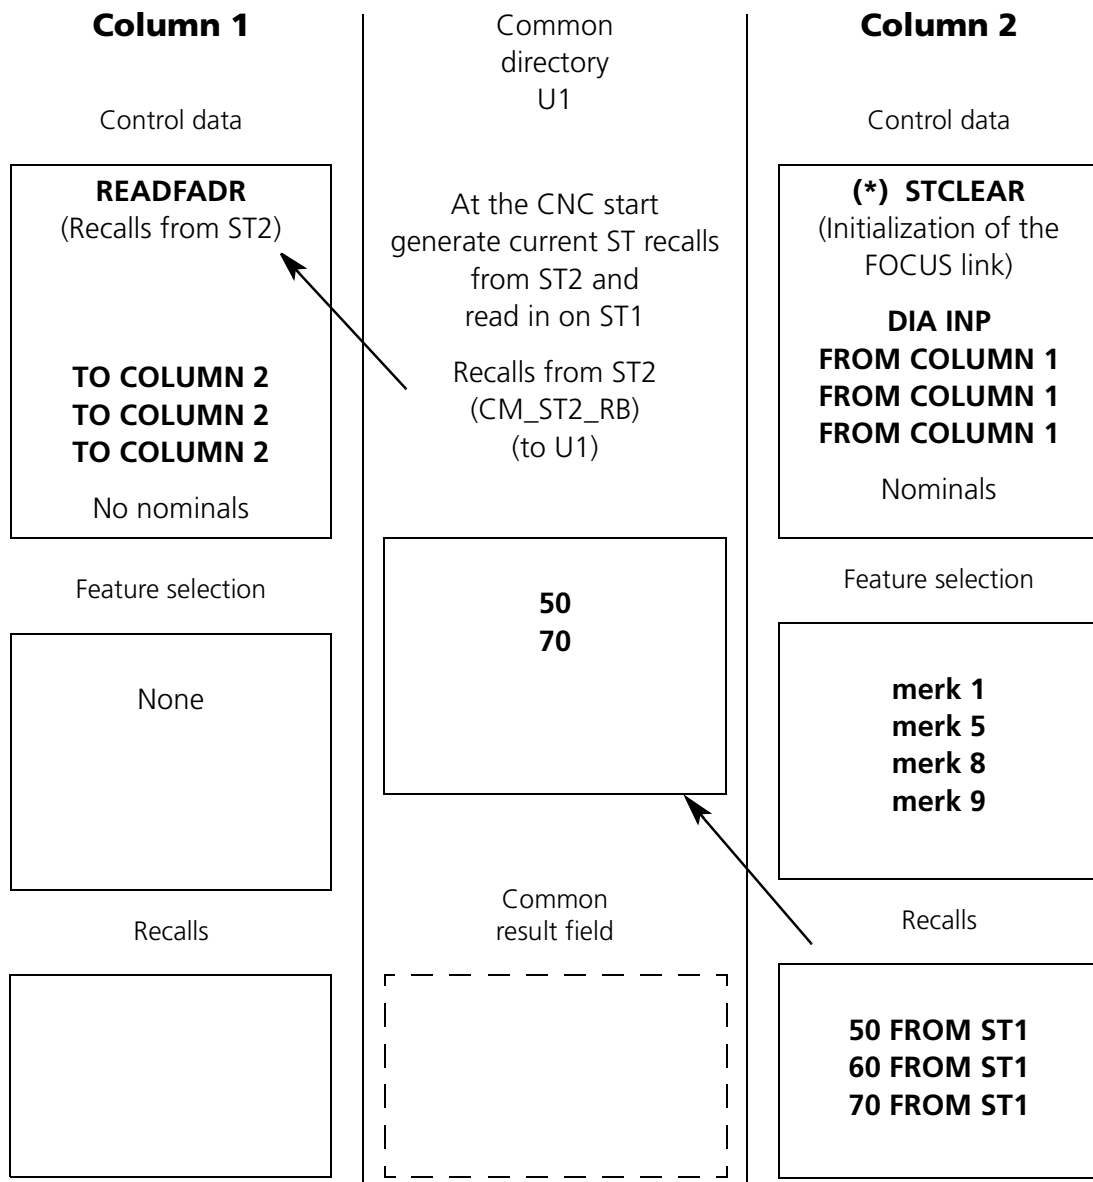 Column 1
Control data
READFADR
(Recalls from ST2)
TO COLUMN 2
TO COLUMN 2
TO COLUMN 2
No nominals
Feature selection
None
Recalls
Common
directory
U1
At the CNC start
generate current ST recalls
from ST2 and
read in on ST1
Recalls from ST2
(CM_ST2_RB)
(to U1)
50
70
Common
result field
Column 2
Control data
(*) STCLEAR
(Initialization of the
FOCUS link)
DIA INP
FROM COLUMN 1
FROM COLUMN 1
FROM COLUMN 1
Nominals
Feature selection
merk 1
merk 5
merk 8
merk 9
Recalls
50 FROM ST1
60 FROM ST1
70 FROM ST1